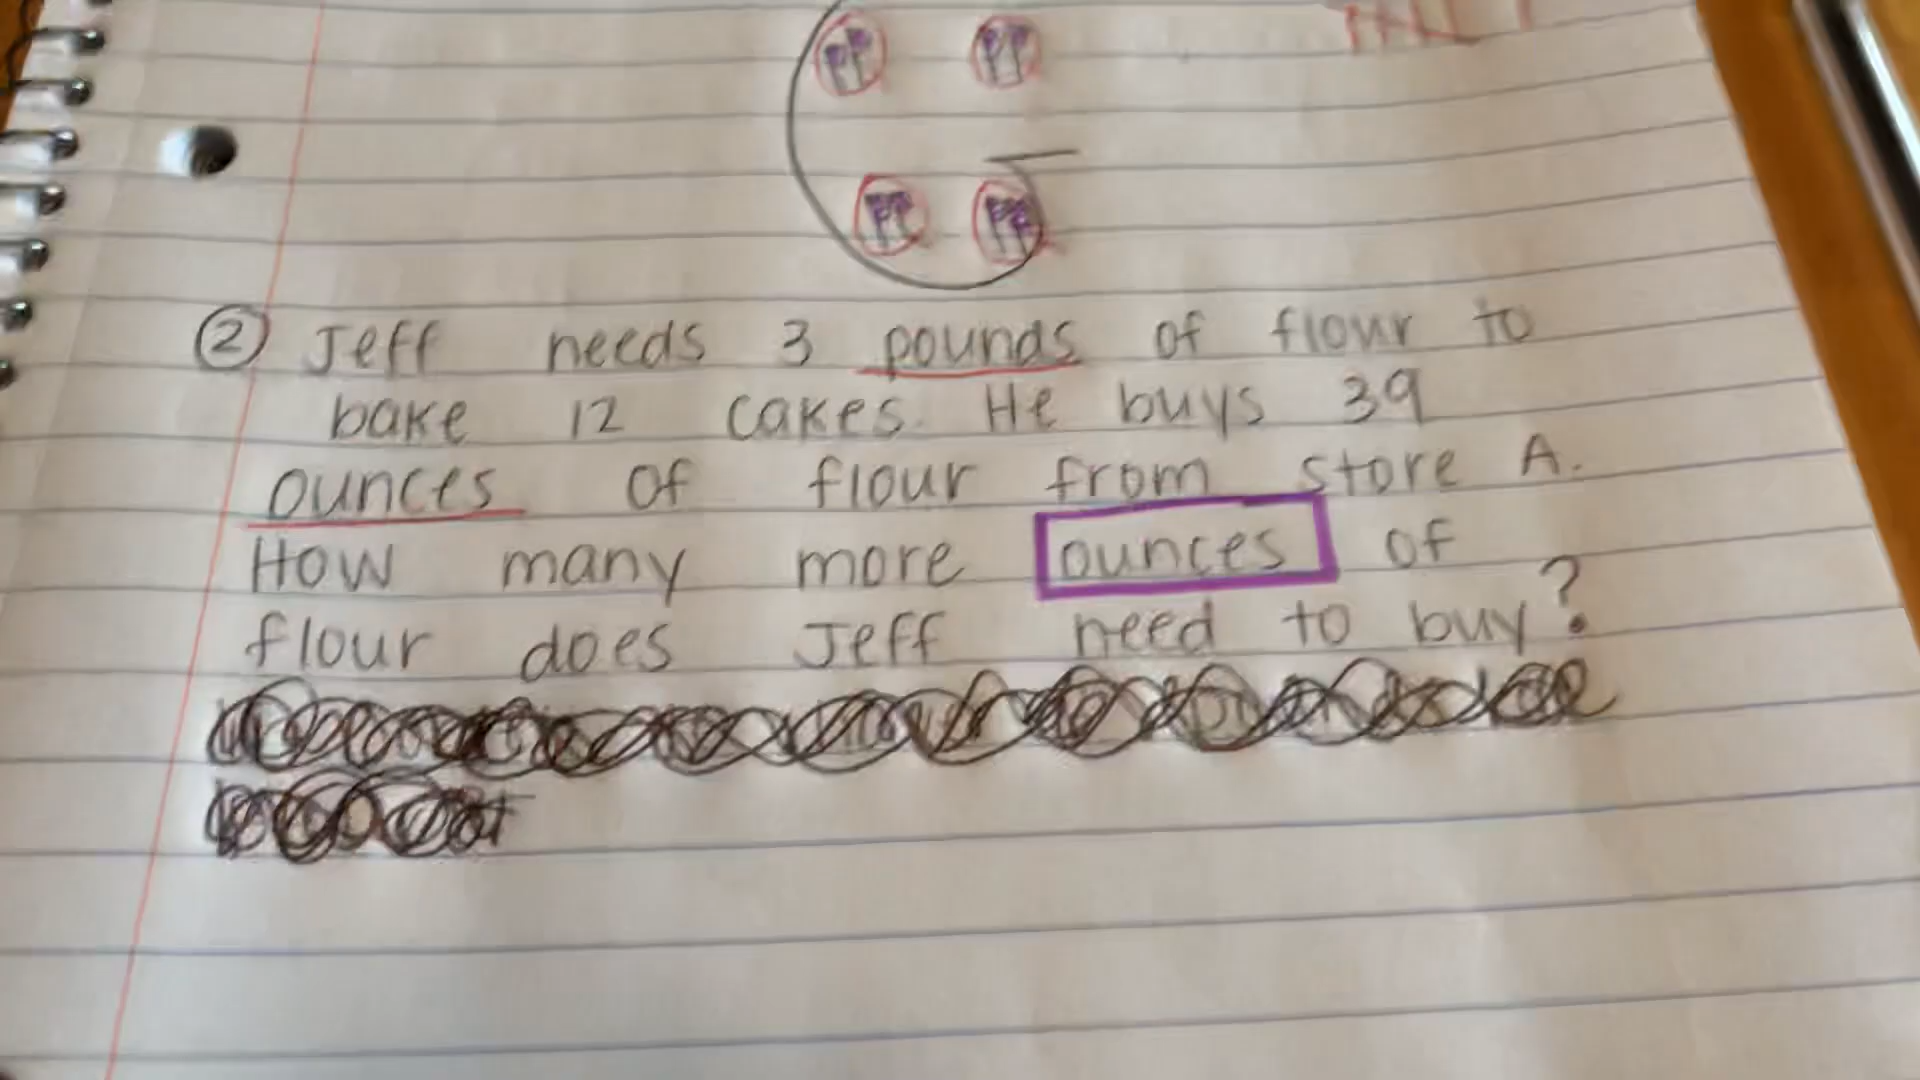 ② Jeff needs 3 pounds of flour to
bake 12 cakes. He buys 39
ounces of flour from store A.
How many more ounces of
flour does Jeff need to buy?